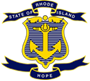 STATE OF RHODE ISLAND
HOPE